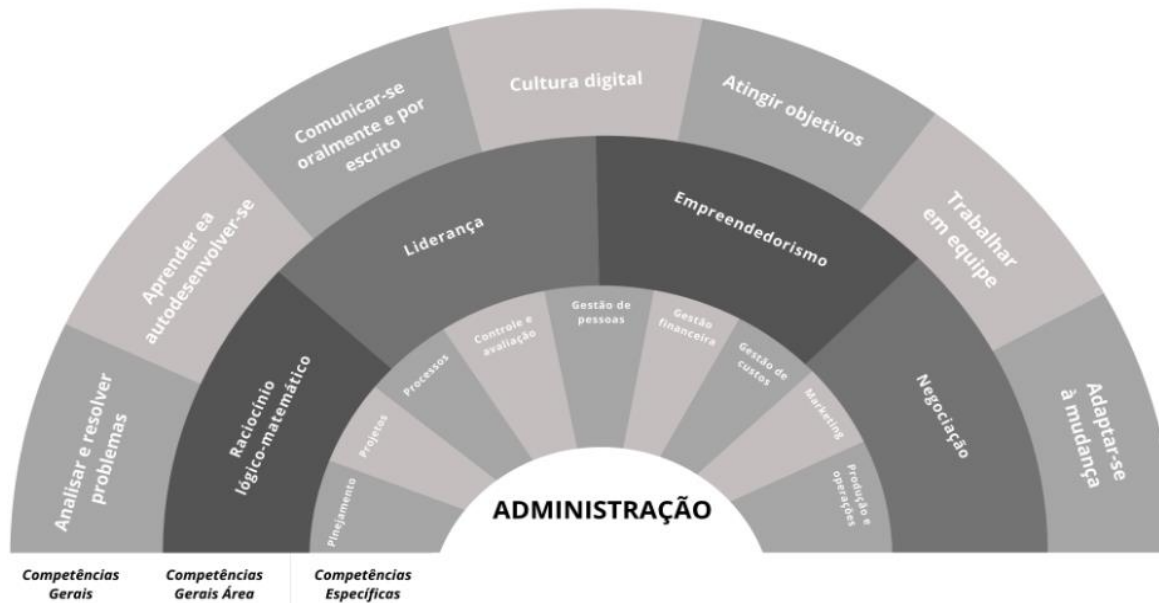 Analisar e resolver
problemas
Aprender ea
autodesenvolver-se
Comunicar-se
oralmente e por
escrito
Cultura digital
Atingir objetivos
Trabalhar
em equipe
Adaptar-se
à mudança
Raciocínio
lógico-matemático
Liderança
Empreendedorismo
Negociação
Plnejamento
Projetos
Processos
Controle e
avaliação
Gestão de
pessoas
Gestão
financeira
Gestão de
custos
Marketing
Produção e
operações
ADMINISTRAÇÃO
Competências
Gerais
Competências
Gerais Área
Competências
Específicas